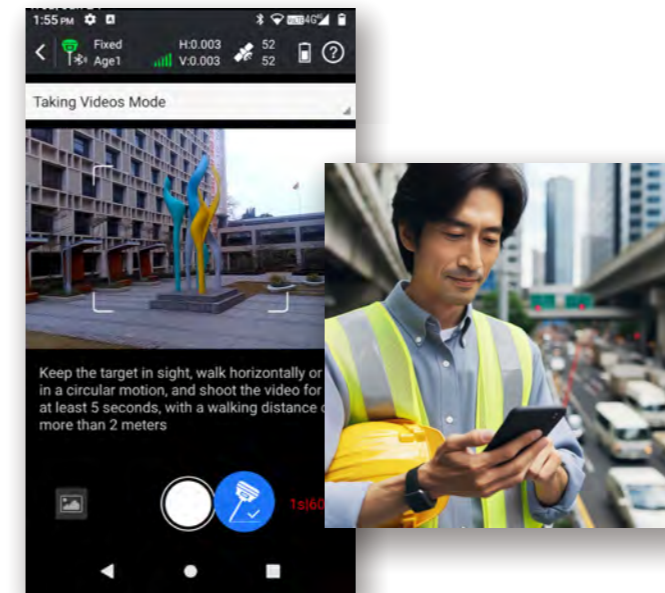 1:55 PM
Fixed H:0.003 52
Age1 V:0.003 52
Taking Videos Mode
Keep the target in sight, walk horizontally or
in a circular motion, and shoot the video for
at least 5 seconds, with a walking distance
more than 2 meters
1s|60